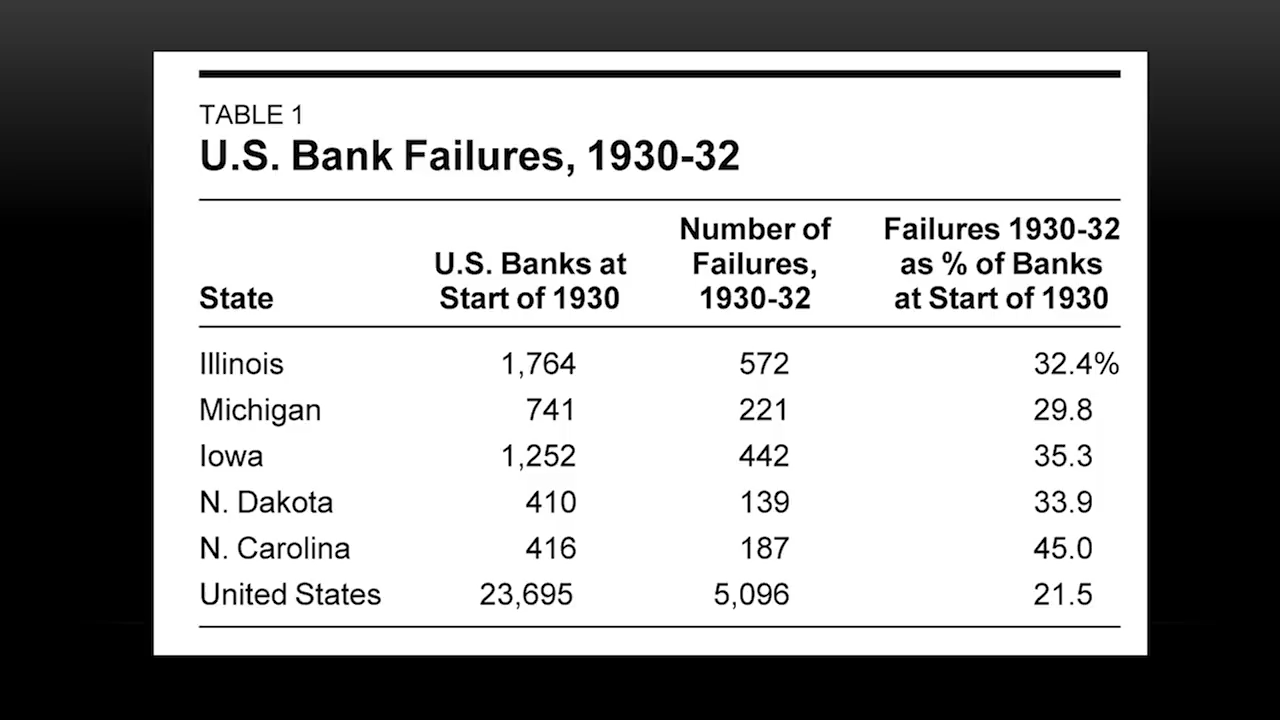 TABLE 1
U.S. Bank Failures, 1930-32
State U.S. Banks at Start of 1930 Number of Failures, 1930-32 Failures 1930-32 as % of Banks at Start of 1930
Illinois 1,764 572 32.4%
Michigan 741 221 29.8
Iowa 1,252 442 35.3
N. Dakota 410 139 33.9
N. Carolina 416 187 45.0
United States 23,695 5,096 21.5